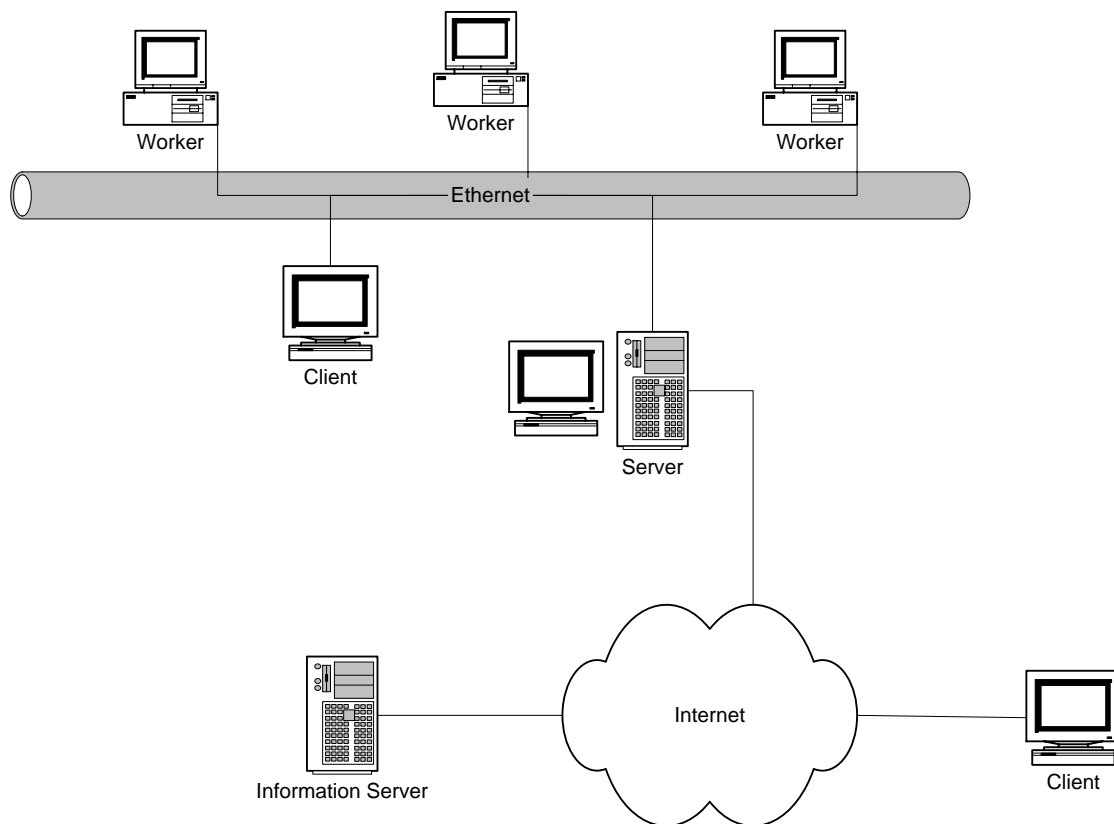 Worker
Worker
Worker
Ethernet
Client
Server
Internet
Information Server
Client